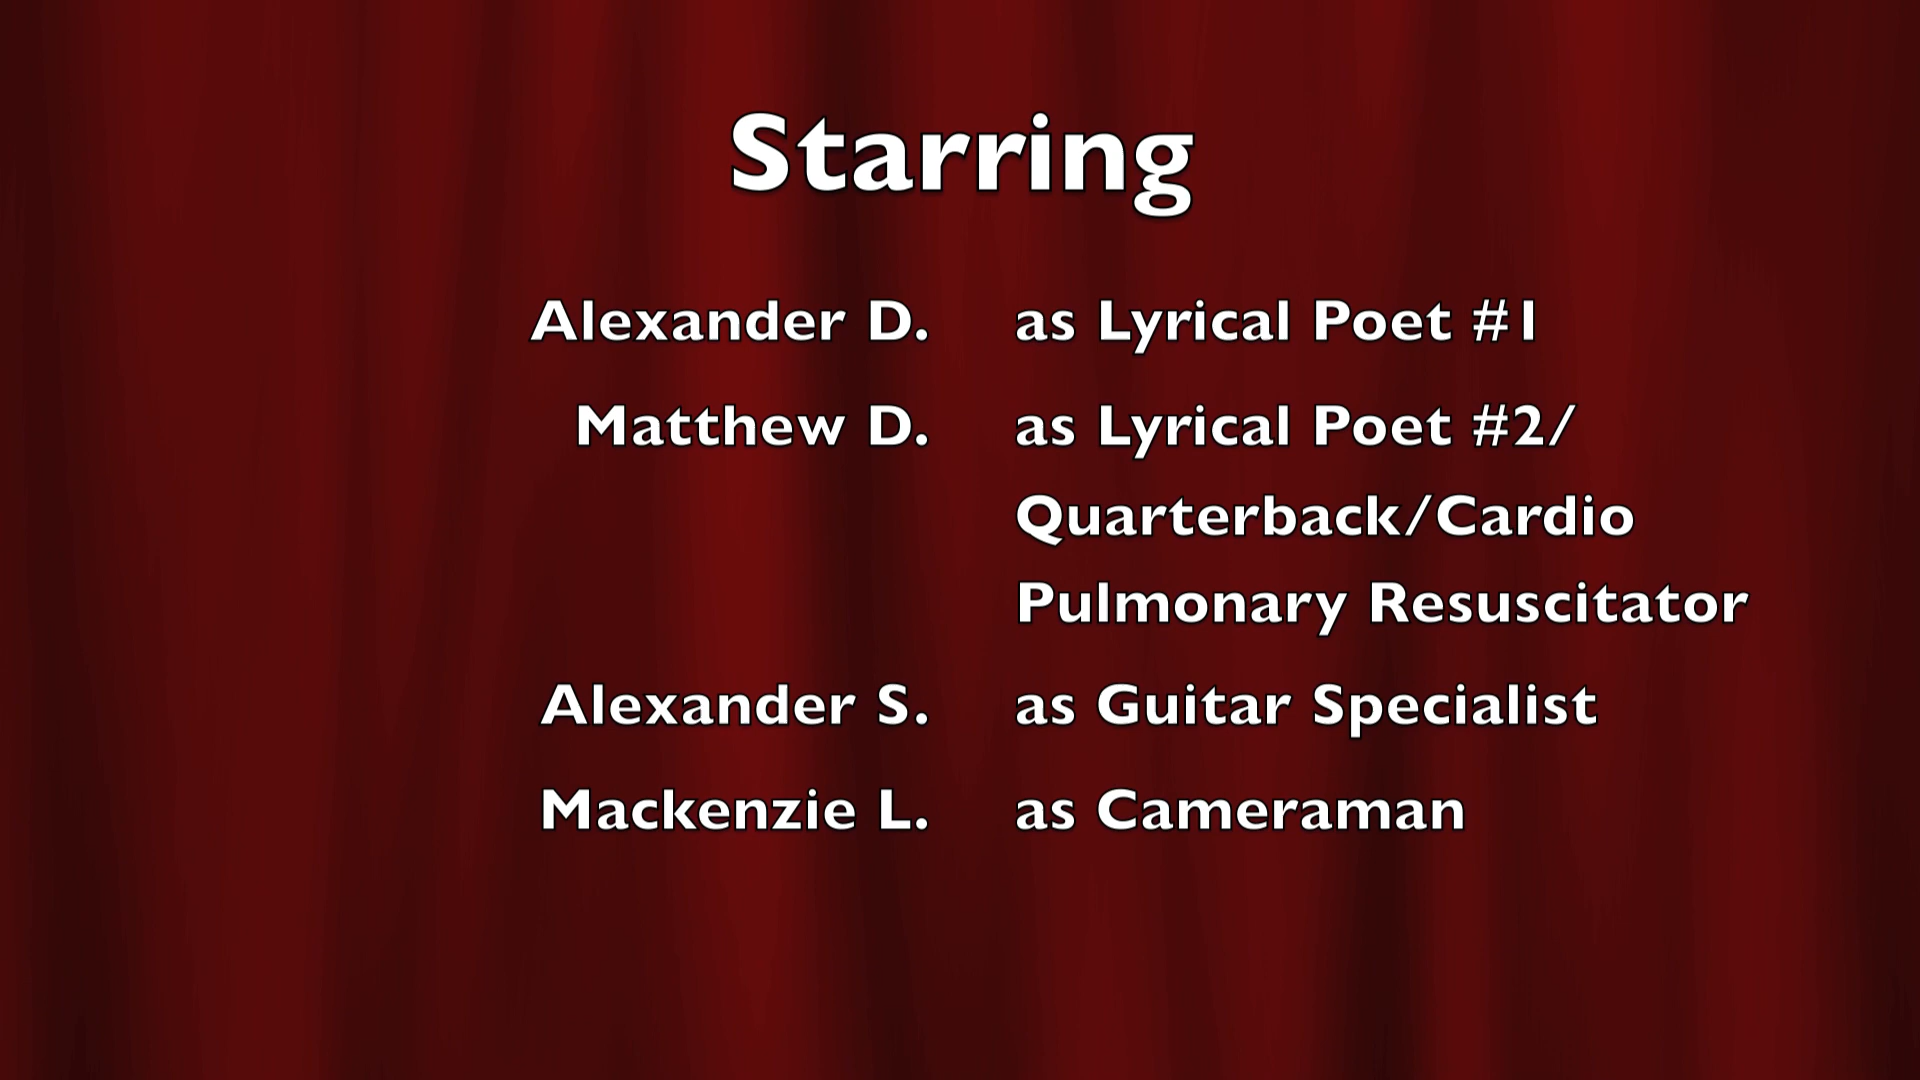 Starring
Alexander D. as Lyrical Poet #1
Matthew D. as Lyrical Poet #2/
Quarterback/Cardio
Pulmonary Resuscitator
Alexander S. as Guitar Specialist
Mackenzie L. as Cameraman